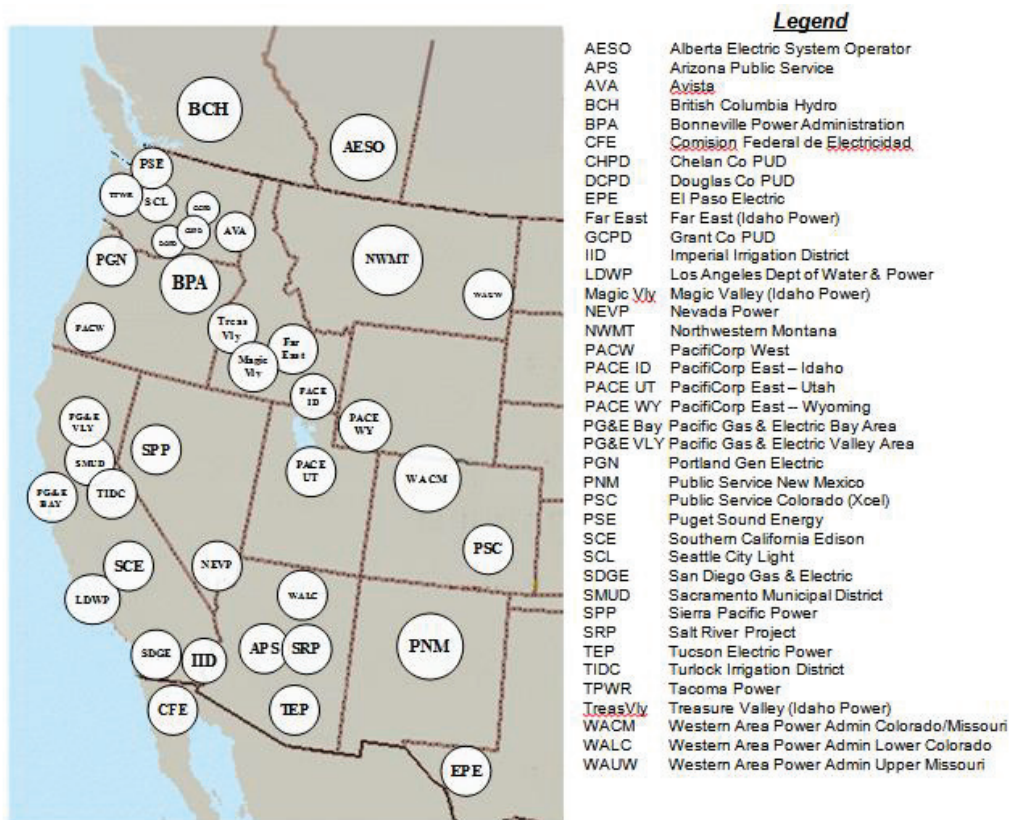 Legend
AESO Alberta Electric System Operator
APS Arizona Public Service
AVA Avista
BCH British Columbia Hydro
BPA Bonneville Power Administration
CFE Comision Federal de Electricidad
CHPD Chelan Co PUD
DCPD Douglas Co PUD
EPE El Paso Electric
Far East Far East (Idaho Power)
GCPD Grant Co PUD
IID Imperial Irrigation District
LDWP Los Angeles Dept of Water & Power
Magic Vly Magic Valley (Idaho Power)
NEVP Nevada Power
NWMT Northwestern Montana
PACW PacifiCorp West
PACE ID PacifiCorp East – Idaho
PACE UT PacifiCorp East – Utah
PACE WY PacifiCorp East – Wyoming
PG&E Bay Pacific Gas & Electric Bay Area
PG&E VLY Pacific Gas & Electric Valley Area
PGN Portland Gen Electric
PNM Public Service New Mexico
PSC Public Service Colorado (Xcel)
PSE Puget Sound Energy
SCE Southern California Edison
SCL Seattle City Light
SDGE San Diego Gas & Electric
SMUD Sacramento Municipal District
SPP Sierra Pacific Power
SRP Salt River Project
TEP Tucson Electric Power
TIDC Turlock Irrigation District
TPWR Tacoma Power
TreasVly Treasure Valley (Idaho Power)
WACM Western Area Power Admin Colorado/Missouri
WALC Western Area Power Admin Lower Colorado
WAUW Western Area Power Admin Upper Missouri
BCH
AESO
PSE
TPWR
SCL
AVA
PGN
BPA
NWMT
WAUW
PACW
Treas
Vly
Magic
Vly
Far
East
PACE
ID
PACE
WY
PG&E
VLY
SPP
SMUD
PACE
UT
WACM
PG&E
BAY
TIDC
PSC
SCE
NEVP
LDWP
WALC
SDGE
IID
APS
SRP
PNM
CFE
TEP
EPE